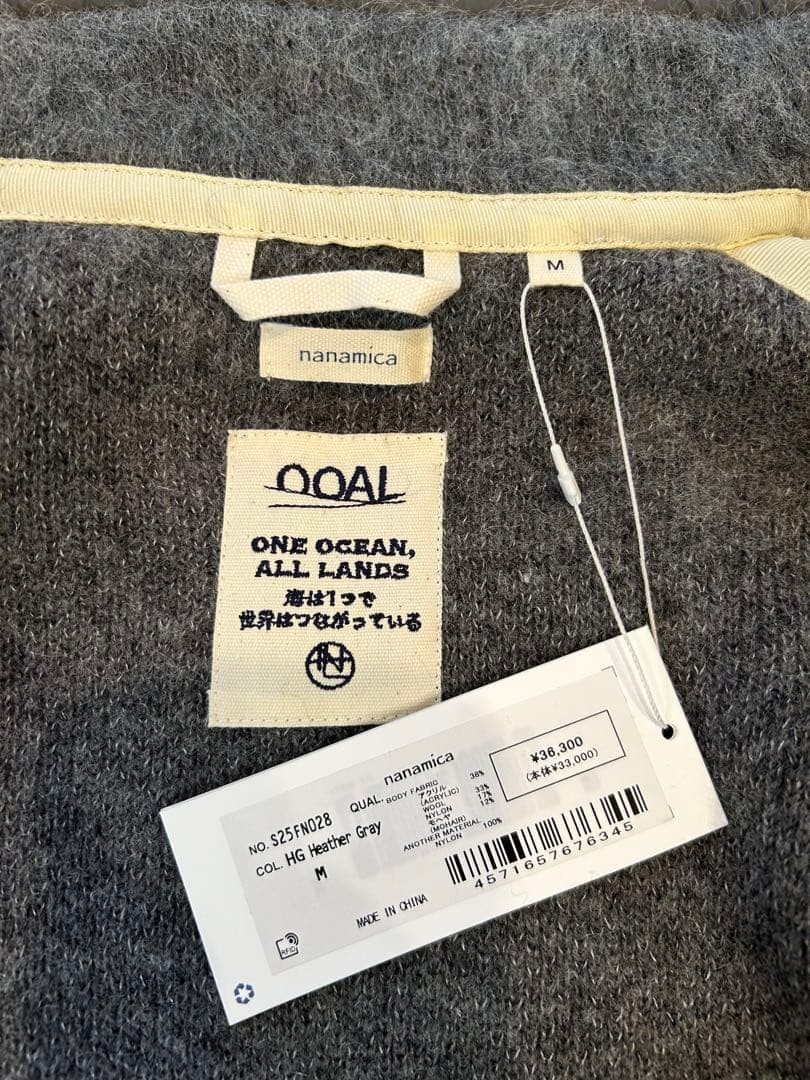 M
nanamica
OOAL
ONE OCEAN,
ALL LANDS
海は1つで
世界はつながっている
N
nanamica
¥36,300
(本体¥33,000)
NO. S25FN028
COL. HG Heather Gray
M
QUAL. BODY FABRIC
アクリル 38%
(ACRYLIC)
WOOL 33%
NYLON 17%
モヘヤ 12%
(MOHAIR)
ANOTHER MATERIAL
NYLON 100%
4571657676345
MADE IN CHINA
RFID